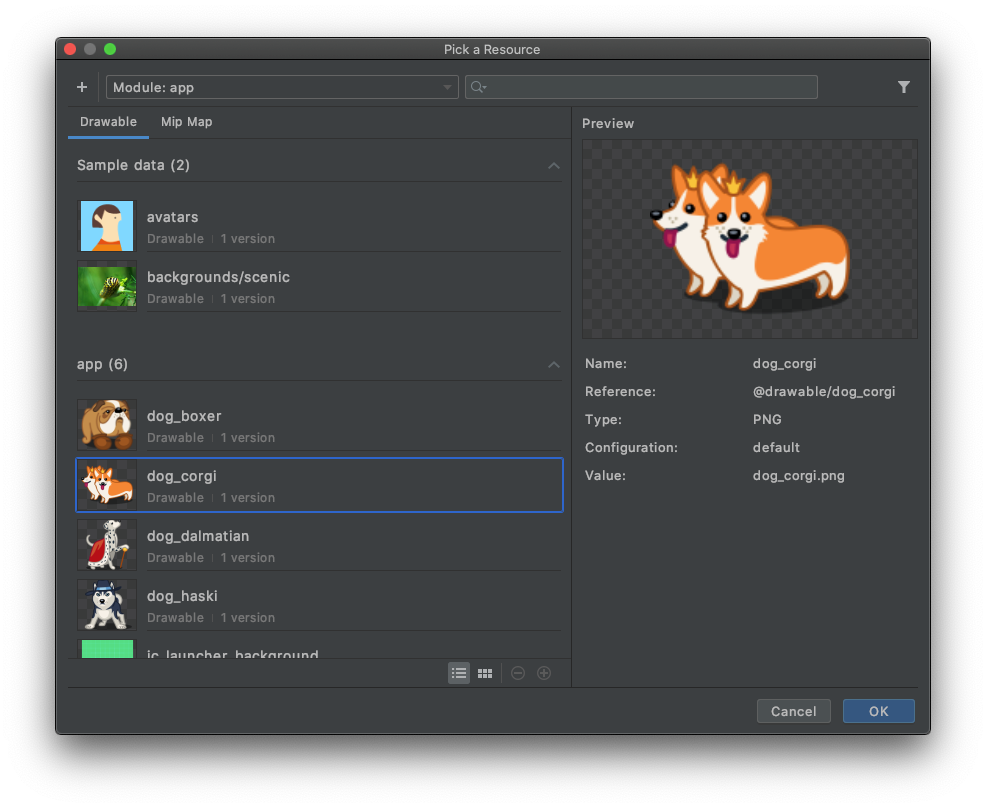 Pick a Resource
Module: app
Drawable
Mip Map
Sample data (2)
avatars
Drawable | 1 version
backgrounds/scenic
Drawable | 1 version
app (6)
dog_boxer
Drawable | 1 version
dog_corgi
Drawable | 1 version
dog_dalmatian
Drawable | 1 version
dog_haski
Drawable | 1 version
ic_launcher_background
Preview
Name: dog_corgi
Reference: @drawable/dog_corgi
Type: PNG
Configuration: default
Value: dog_corgi.png
Cancel
OK